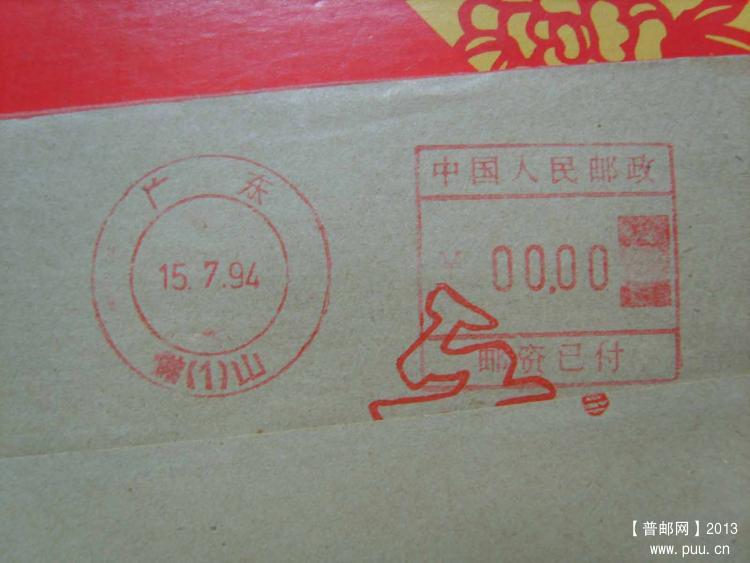 广 东
15.7.94
(1)山
中国人民邮政
¥ 00.00
邮资已付
【普邮网】2013
www.puu.cn